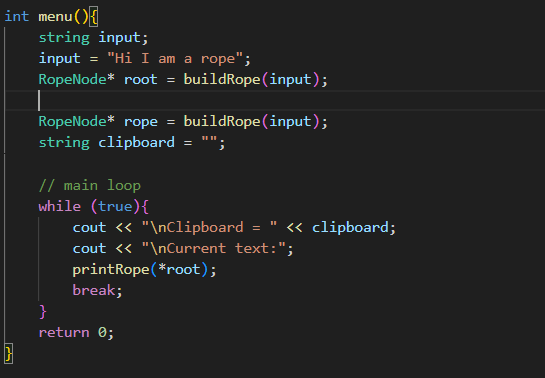 int menu(){
    string input;
    input = "Hi I am a rope";
    RopeNode* root = buildRope(input);

    RopeNode* rope = buildRope(input);
    string clipboard = "";

    // main loop
    while (true){
        cout << "\nClipboard = " << clipboard;
        cout << "\nCurrent text:";
        printRope(*root);
        break;
    }
    return 0;
}